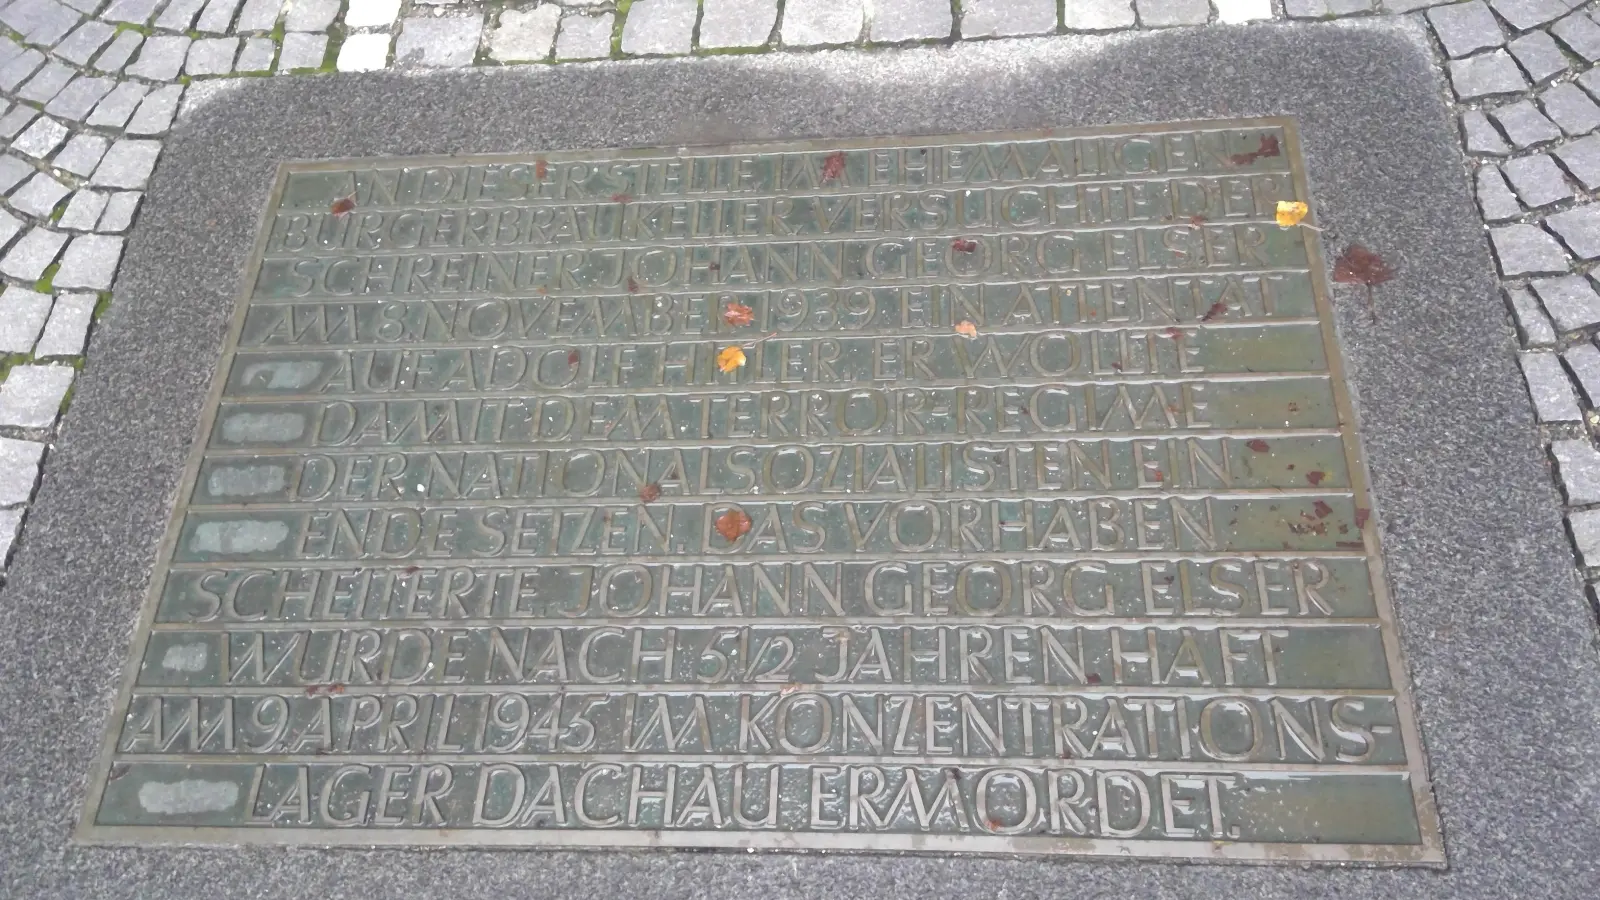 AN DIESER STELLE IM EHEMALIGEN
BÜRGERBRÄUKELLER VERSUCHTE DER
SCHREINER JOHANN GEORG ELSER
AM 8. NOVEMBER 1939 EIN ATTENTAT
AUF ADOLF HITLER. ER WOLLTE
DAMIT DEM TERROR-REGIME
DER NATIONALSOZIALISTEN EIN
ENDE SETZEN. DAS VORHABEN
SCHEITERTE. JOHANN GEORG ELSER
WURDE NACH 5 1/2 JAHREN HAFT
AM 9. APRIL 1945 IM KONZENTRATIONS-
LAGER DACHAU ERMORDET.